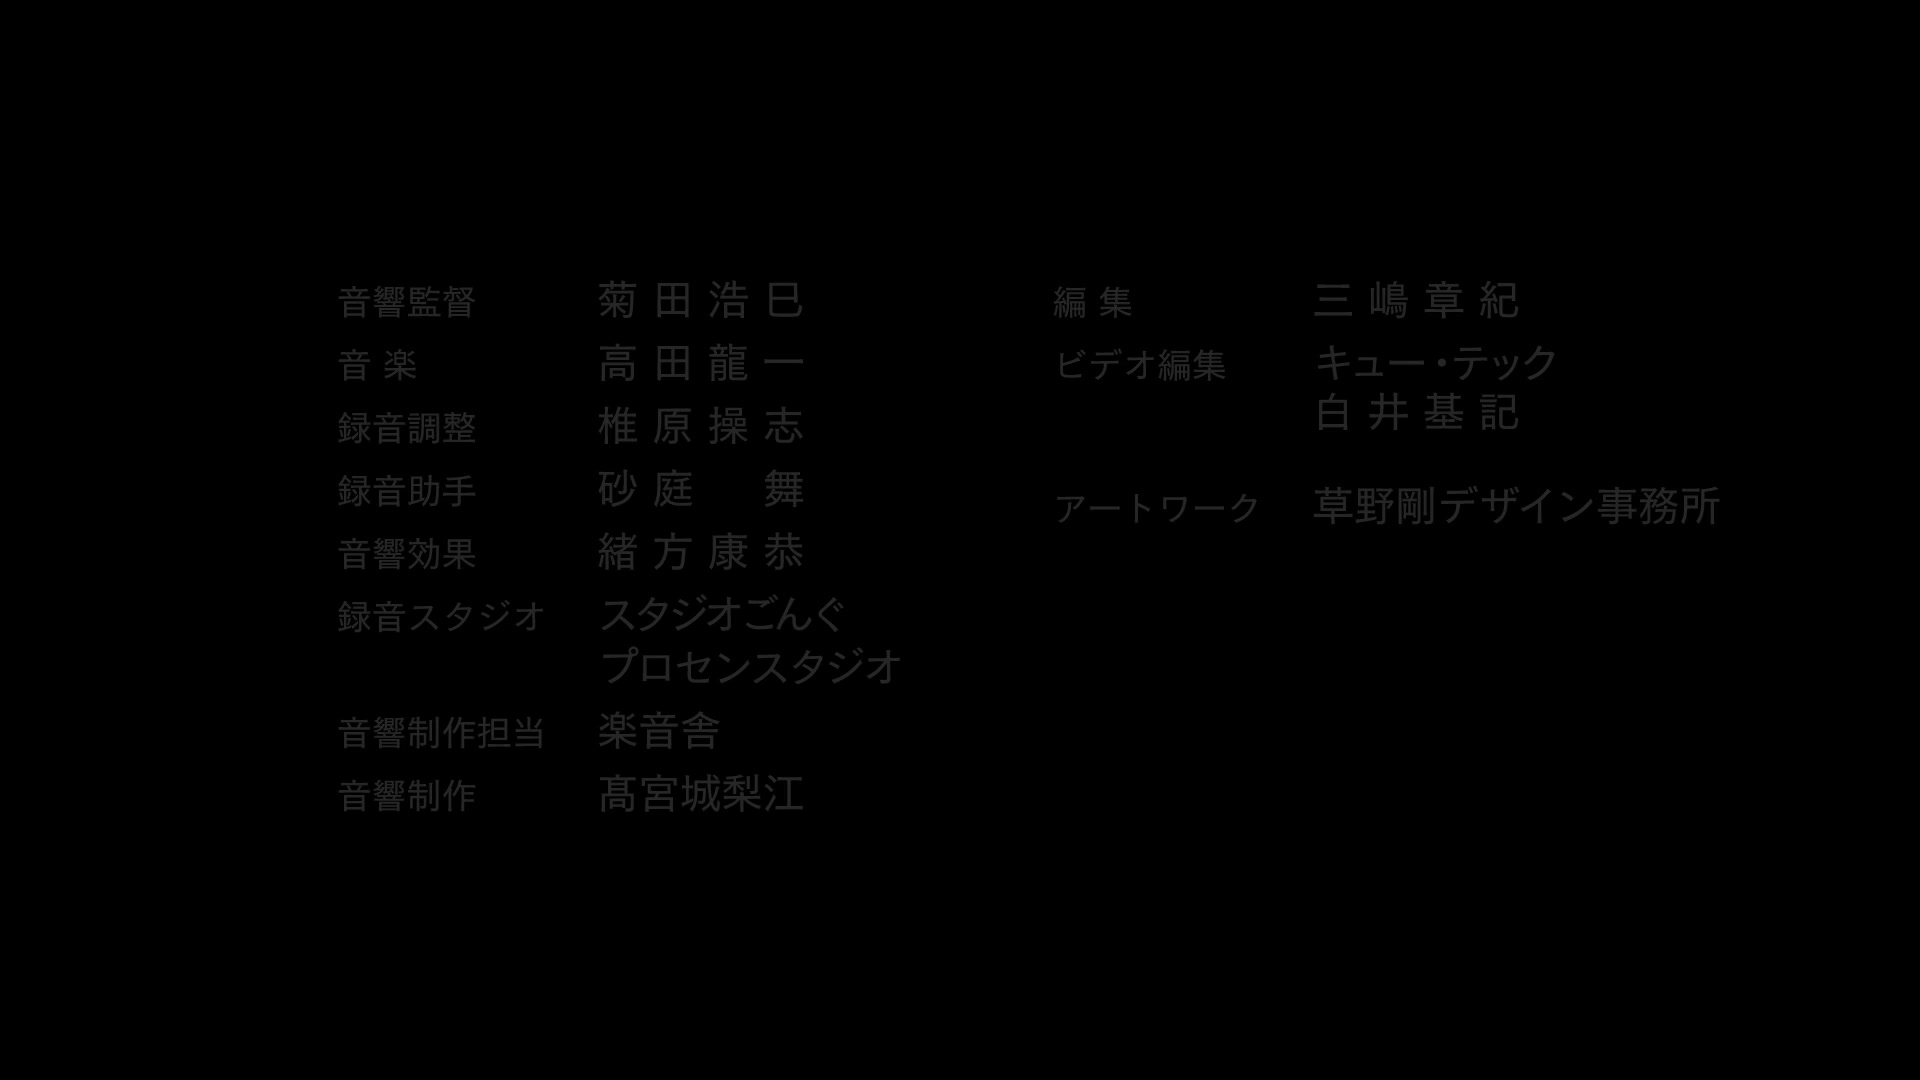 音響監督 菊田浩巳
音楽 高田龍一
録音調整 椎原操志
録音助手 砂庭 舞
音響効果 緒方康恭
録音スタジオ スタジオごんぐ
プロセンスタジオ
音響制作担当 楽音舎
音響制作 髙宮城梨江
編集 三嶋章紀
ビデオ編集 キュー・テック
白井基記
アートワーク 草野剛デザイン事務所